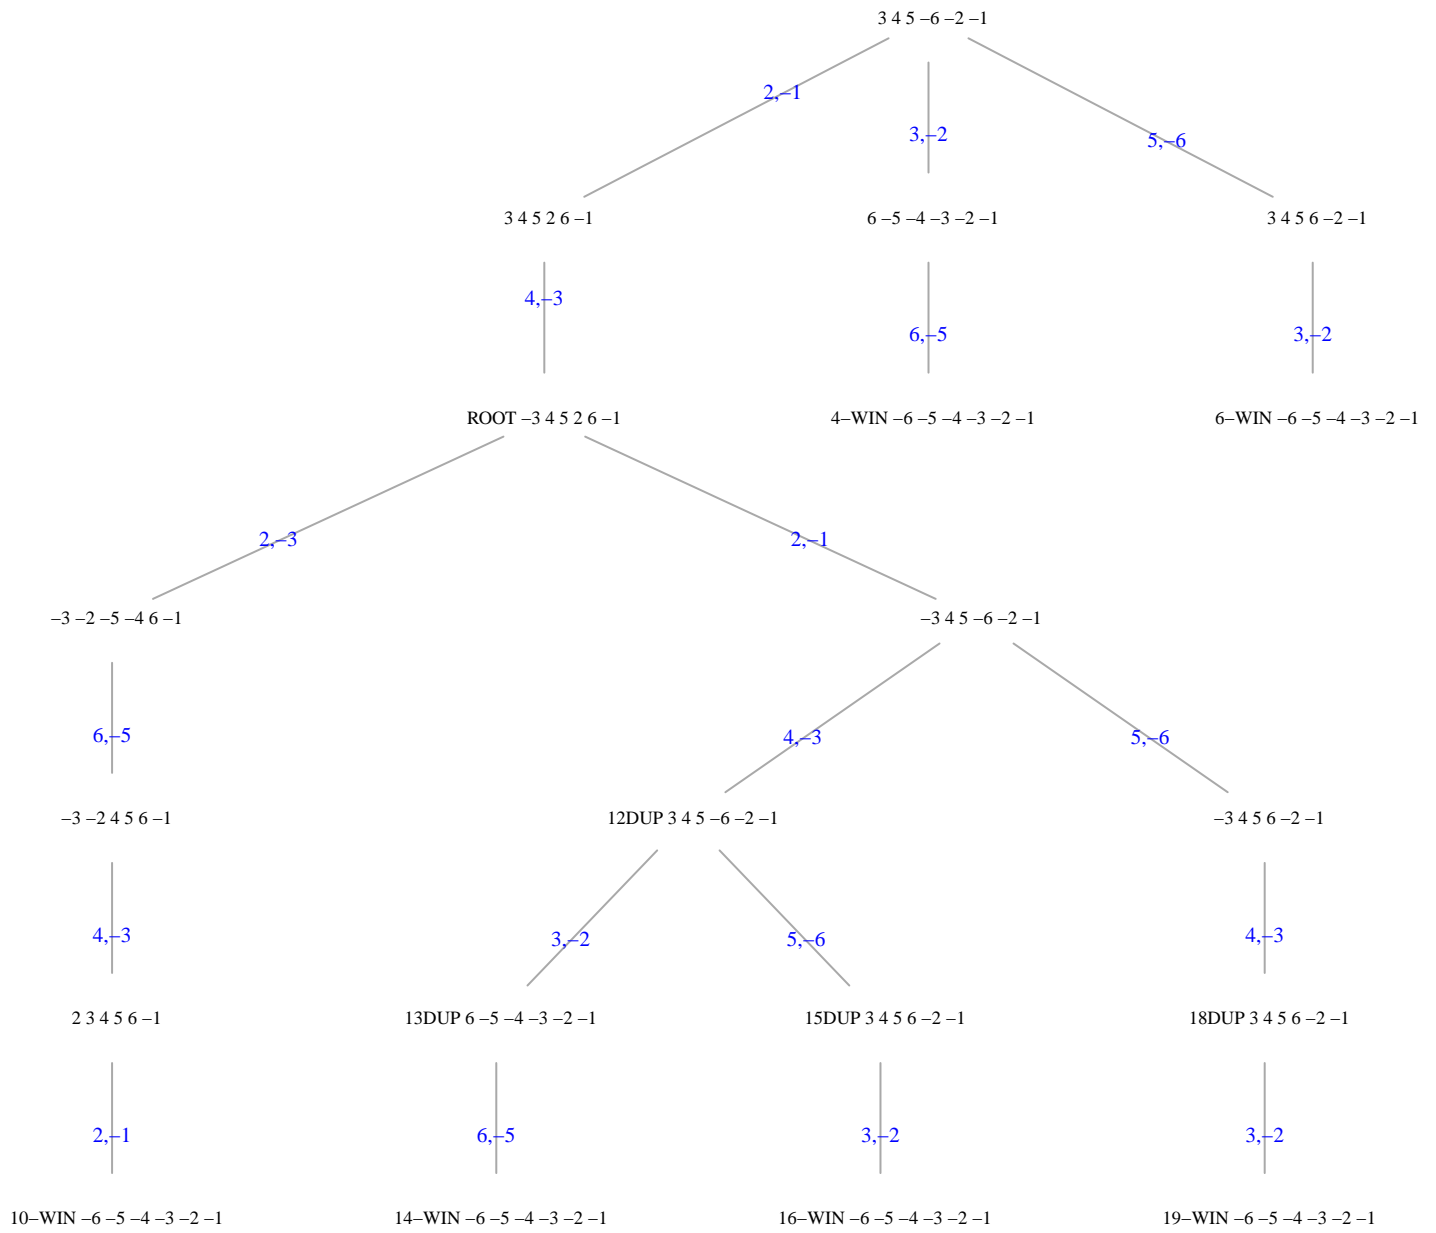 3 4 5 –6 –2 –1
2,–1
3,–2
5,–6
3 4 5 2 6 –1
6 –5 –4 –3 –2 –1
3 4 5 6 –2 –1
4,–3
6,–5
3,–2
ROOT –3 4 5 2 6 –1
4–WIN –6 –5 –4 –3 –2 –1
6–WIN –6 –5 –4 –3 –2 –1
2,–3
2,–1
–3 –2 –5 –4 6 –1
–3 4 5 –6 –2 –1
6,–5
4,–3
5,–6
–3 –2 4 5 6 –1
12DUP 3 4 5 –6 –2 –1
–3 4 5 6 –2 –1
4,–3
3,–2
5,–6
4,–3
2 3 4 5 6 –1
13DUP 6 –5 –4 –3 –2 –1
15DUP 3 4 5 6 –2 –1
18DUP 3 4 5 6 –2 –1
2,–1
6,–5
3,–2
3,–2
10–WIN –6 –5 –4 –3 –2 –1
14–WIN –6 –5 –4 –3 –2 –1
16–WIN –6 –5 –4 –3 –2 –1
19–WIN –6 –5 –4 –3 –2 –1